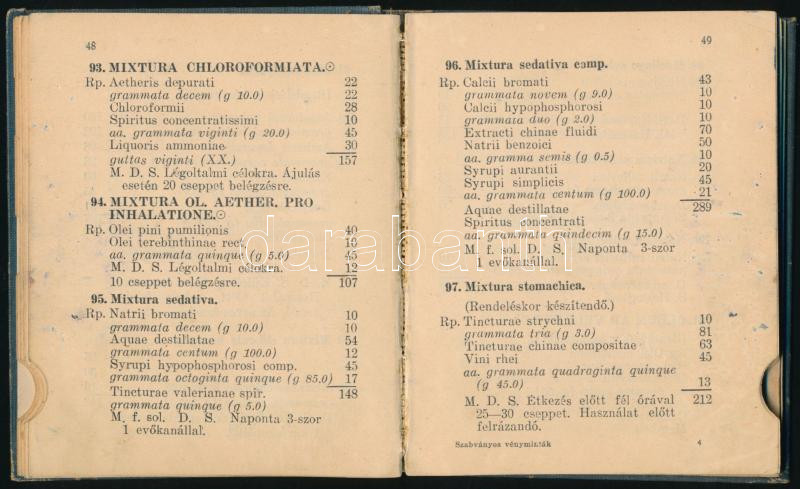 48
93. MIXTURA CHLOROFORMIATA.☉
Rp. Aetheris depurati 22
grammata decem (g 10.0) 22
Chloroformii 28
Spiritus concentratissimi 10
aa. grammata viginti (g 20.0) 45
Liquoris ammoniae 30
guttas viginti (XX.) 157
M. D. S. Légoltalmi célokra. Ájulás
esetén 20 cseppet belégzésre.
94. MIXTURA OL. AETHER. PRO
INHALATIONE.☉
Rp. Olei pini pumilionis 40
Olei terebinthinae rect. 10
aa. grammata quinque (g 5.0) 45
M. D. S. Légoltalmi célokra. 12
10 cseppet belégzésre. 107
95. Mixtura sedativa.
Rp. Natrii bromati 10
grammata decem (g 10.0) 10
Aquae destillatae 54
grammata centum (g 100.0) 12
Syrupi hypophosphorosi comp. 45
grammata octoginta quinque (g 85.0) 17
Tincturae valerianae spir. 148
grammata quinque (g 5.0)
M. f. sol. D. S. Naponta 3-szor
1 evőkanállal.
49
96. Mixtura sedativa comp.
Rp. Calcii bromati 43
grammata novem (g 9.0) 10
Calcii hypophosphorosi 10
grammata duo (g 2.0) 10
Extracti chinae fluidi 70
Natrii benzoici 50
aa. gramma semis (g 0.5) 10
Syrupi aurantii 20
Syrupi simplicis 45
aa. grammata centum (g 100.0) 21
Aquae destillatae 289
Spiritus concentrati
aa. grammata quindecim (g 15.0)
M. f. sol. D. S. Naponta 3-szor
1 evőkanállal.
97. Mixtura stomachica.
(Rendeléskor készítendő.)
Rp. Tincturae strychni 10
grammata tria (g 3.0) 81
Tincturae chinae compositae 63
Vini rhei 45
aa. grammata quadraginta quinque
(g 45.0) 13
M. D. S. Étkezés előtt fél órával 212
25—30 cseppet. Használat előtt
felrázandó.
Szabványos vényminták 4
darabanth